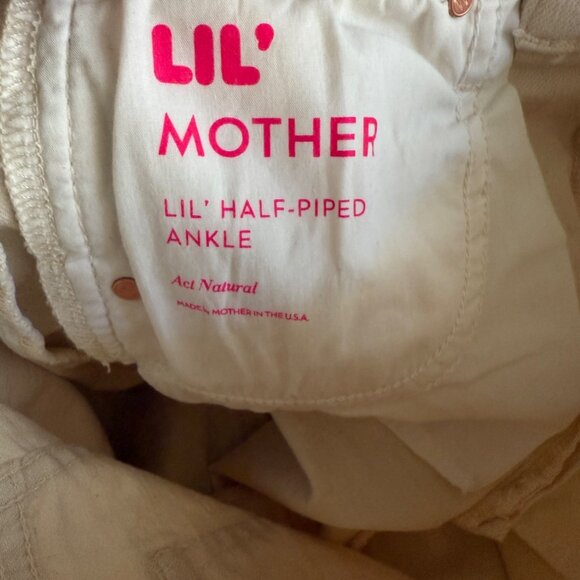 LIL'
MOTHER
LIL' HALF-PIPED
ANKLE
Act Natural
MADE by MOTHER IN THE U.S.A.